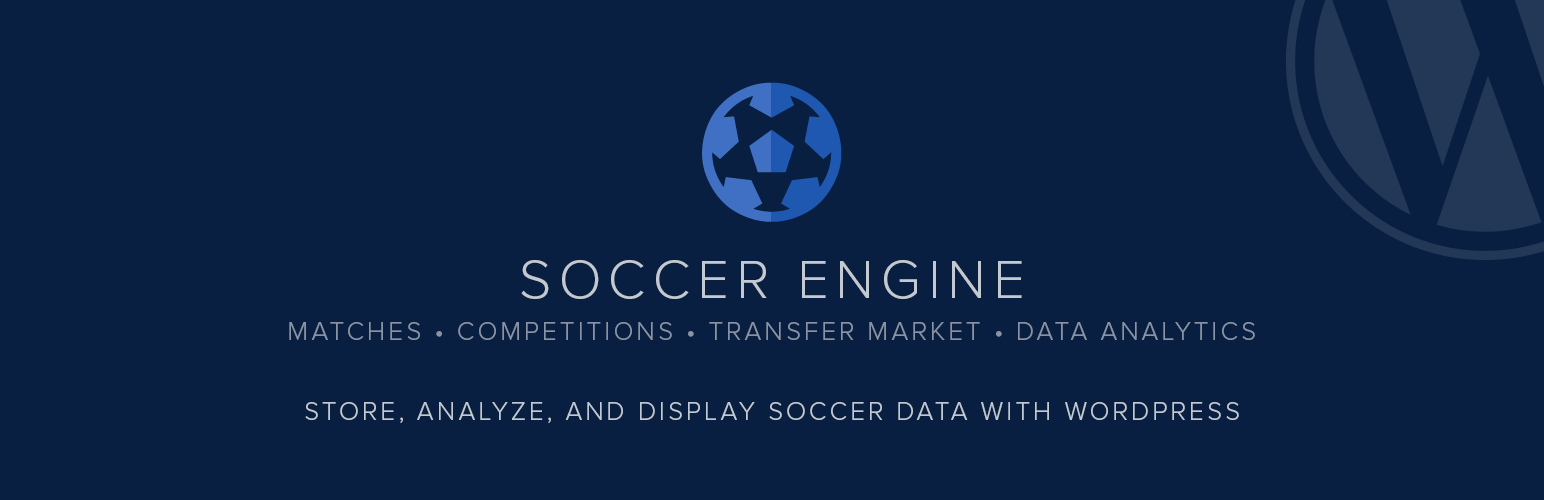 SOCCER ENGINE
MATCHES • COMPETITIONS • TRANSFER MARKET • DATA ANALYTICS
STORE, ANALYZE, AND DISPLAY SOCCER DATA WITH WORDPRESS